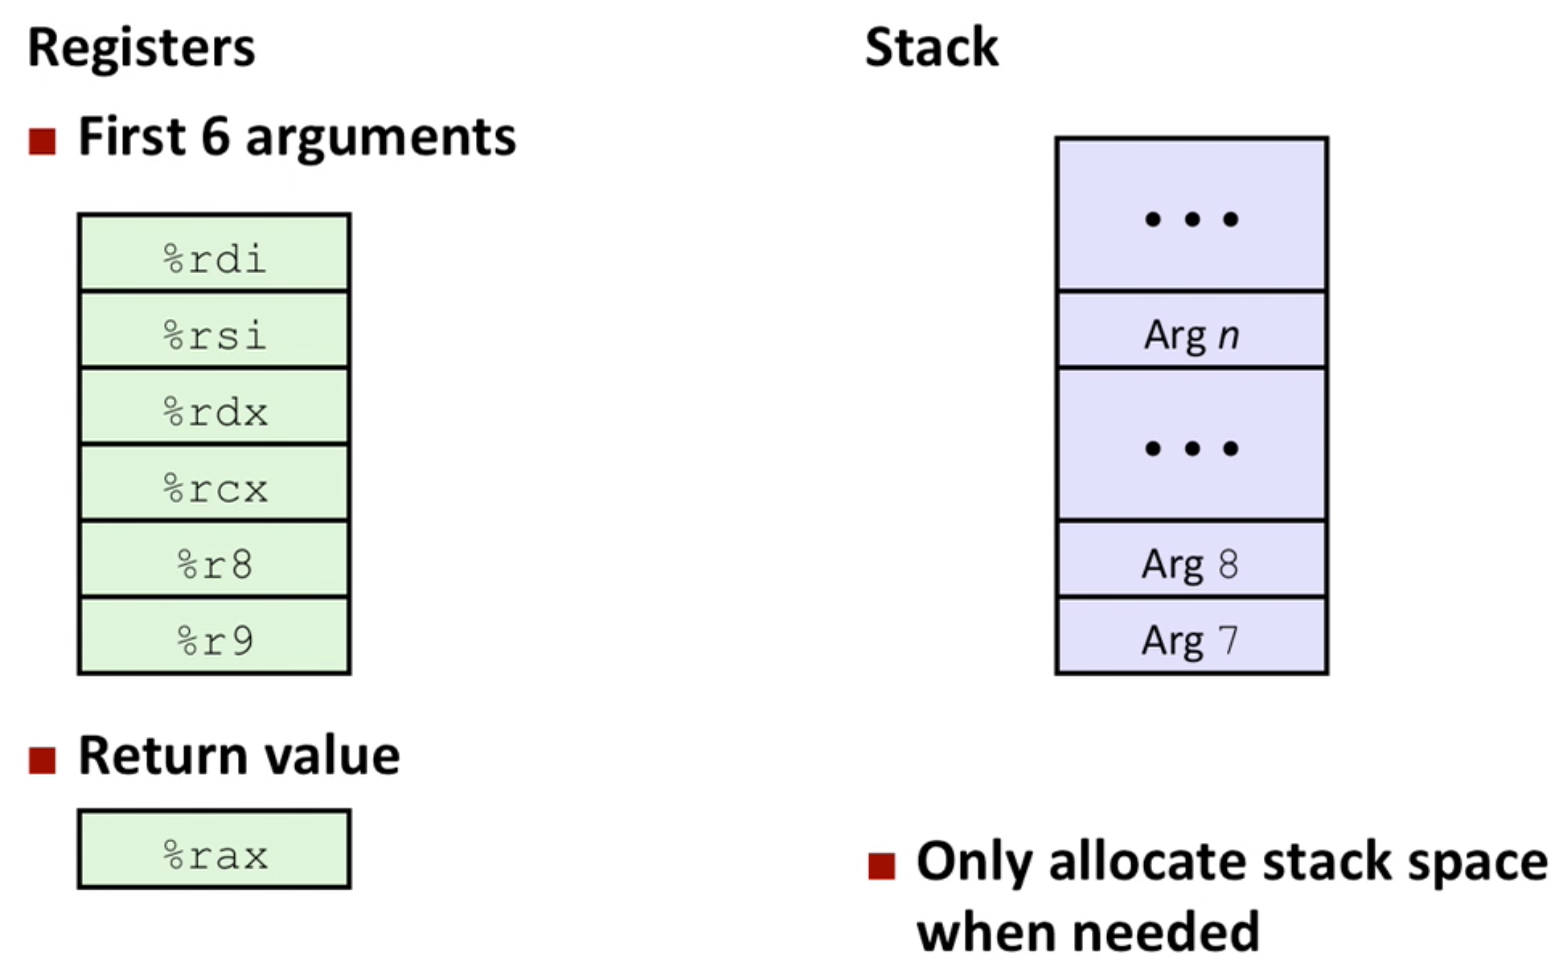 Registers
First 6 arguments
%rdi
%rsi
%rdx
%rcx
%r8
%r9
Return value
%rax
Stack
• • •
Arg n
• • •
Arg 8
Arg 7
Only allocate stack space
when needed